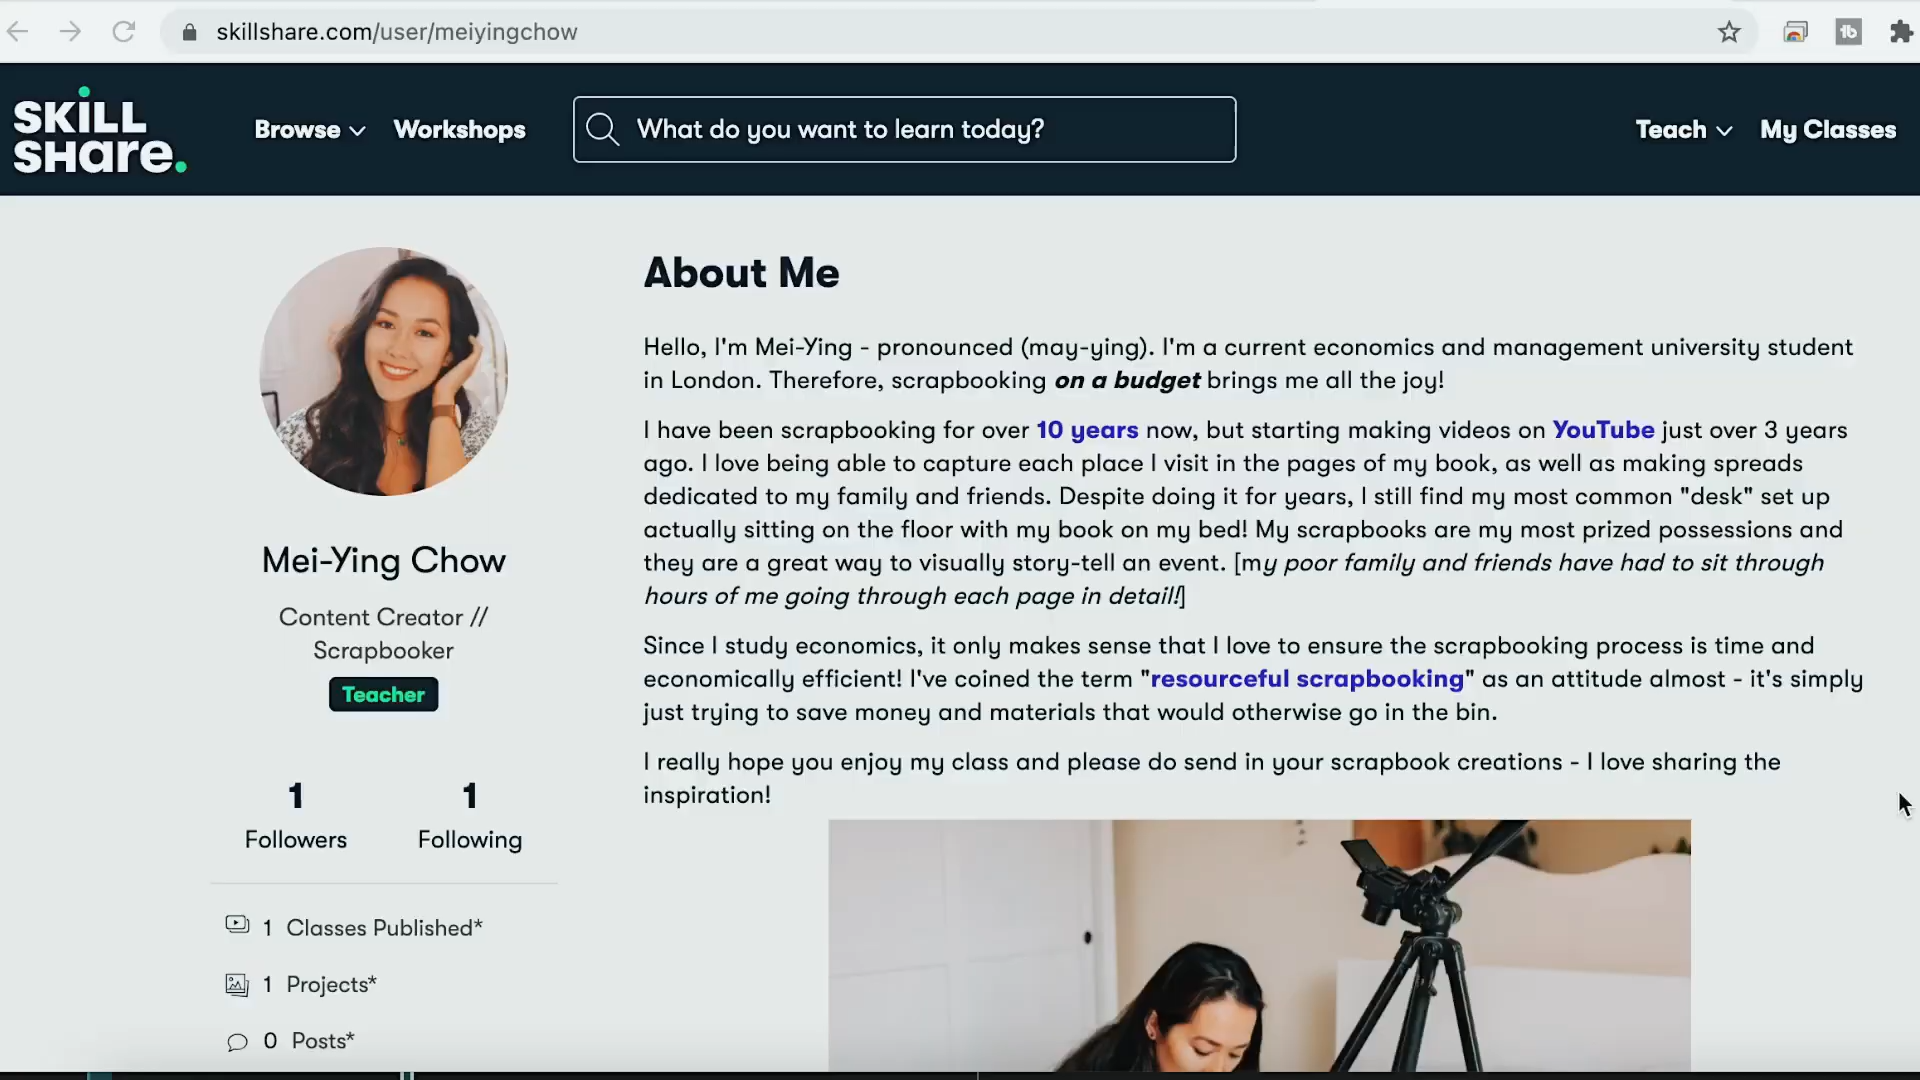 skillshare.com/user/meiyingchow
SKiLL
SHare.
Browse
Workshops
What do you want to learn today?
Teach
My Classes
Mei-Ying Chow
Content Creator //
Scrapbooker
Teacher
1
Followers
1
Following
1 Classes Published*
1 Projects*
0 Posts*
About Me
Hello, I'm Mei-Ying - pronounced (may-ying). I'm a current economics and management university student
in London. Therefore, scrapbooking on a budget brings me all the joy!
I have been scrapbooking for over 10 years now, but starting making videos on YouTube just over 3 years
ago. I love being able to capture each place I visit in the pages of my book, as well as making spreads
dedicated to my family and friends. Despite doing it for years, I still find my most common "desk" set up
actually sitting on the floor with my book on my bed! My scrapbooks are my most prized possessions and
they are a great way to visually story-tell an event. [my poor family and friends have had to sit through
hours of me going through each page in detail!]
Since I study economics, it only makes sense that I love to ensure the scrapbooking process is time and
economically efficient! I've coined the term "resourceful scrapbooking" as an attitude almost - it's simply
just trying to save money and materials that would otherwise go in the bin.
I really hope you enjoy my class and please do send in your scrapbook creations - I love sharing the
inspiration!